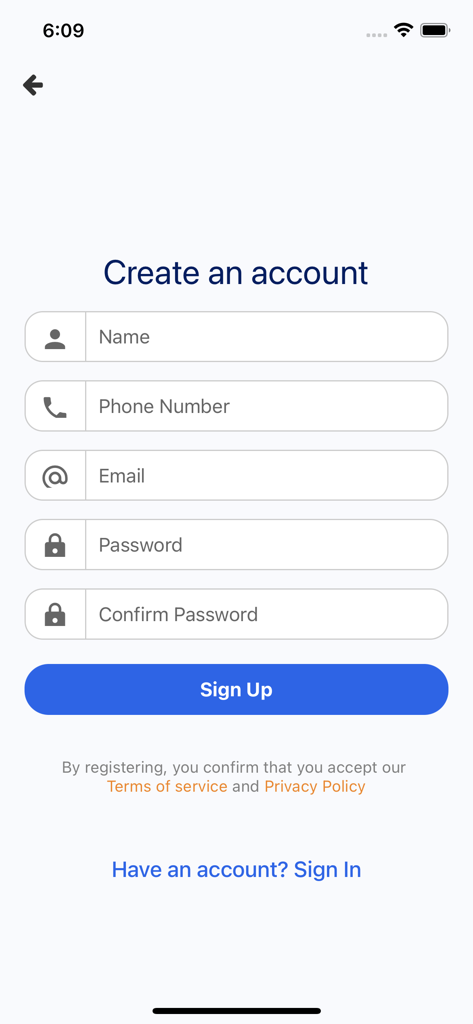 6:09
Create an account
Name
Phone Number
Email
Password
Confirm Password
Sign Up
By registering, you confirm that you accept our
Terms of service and Privacy Policy
Have an account? Sign In